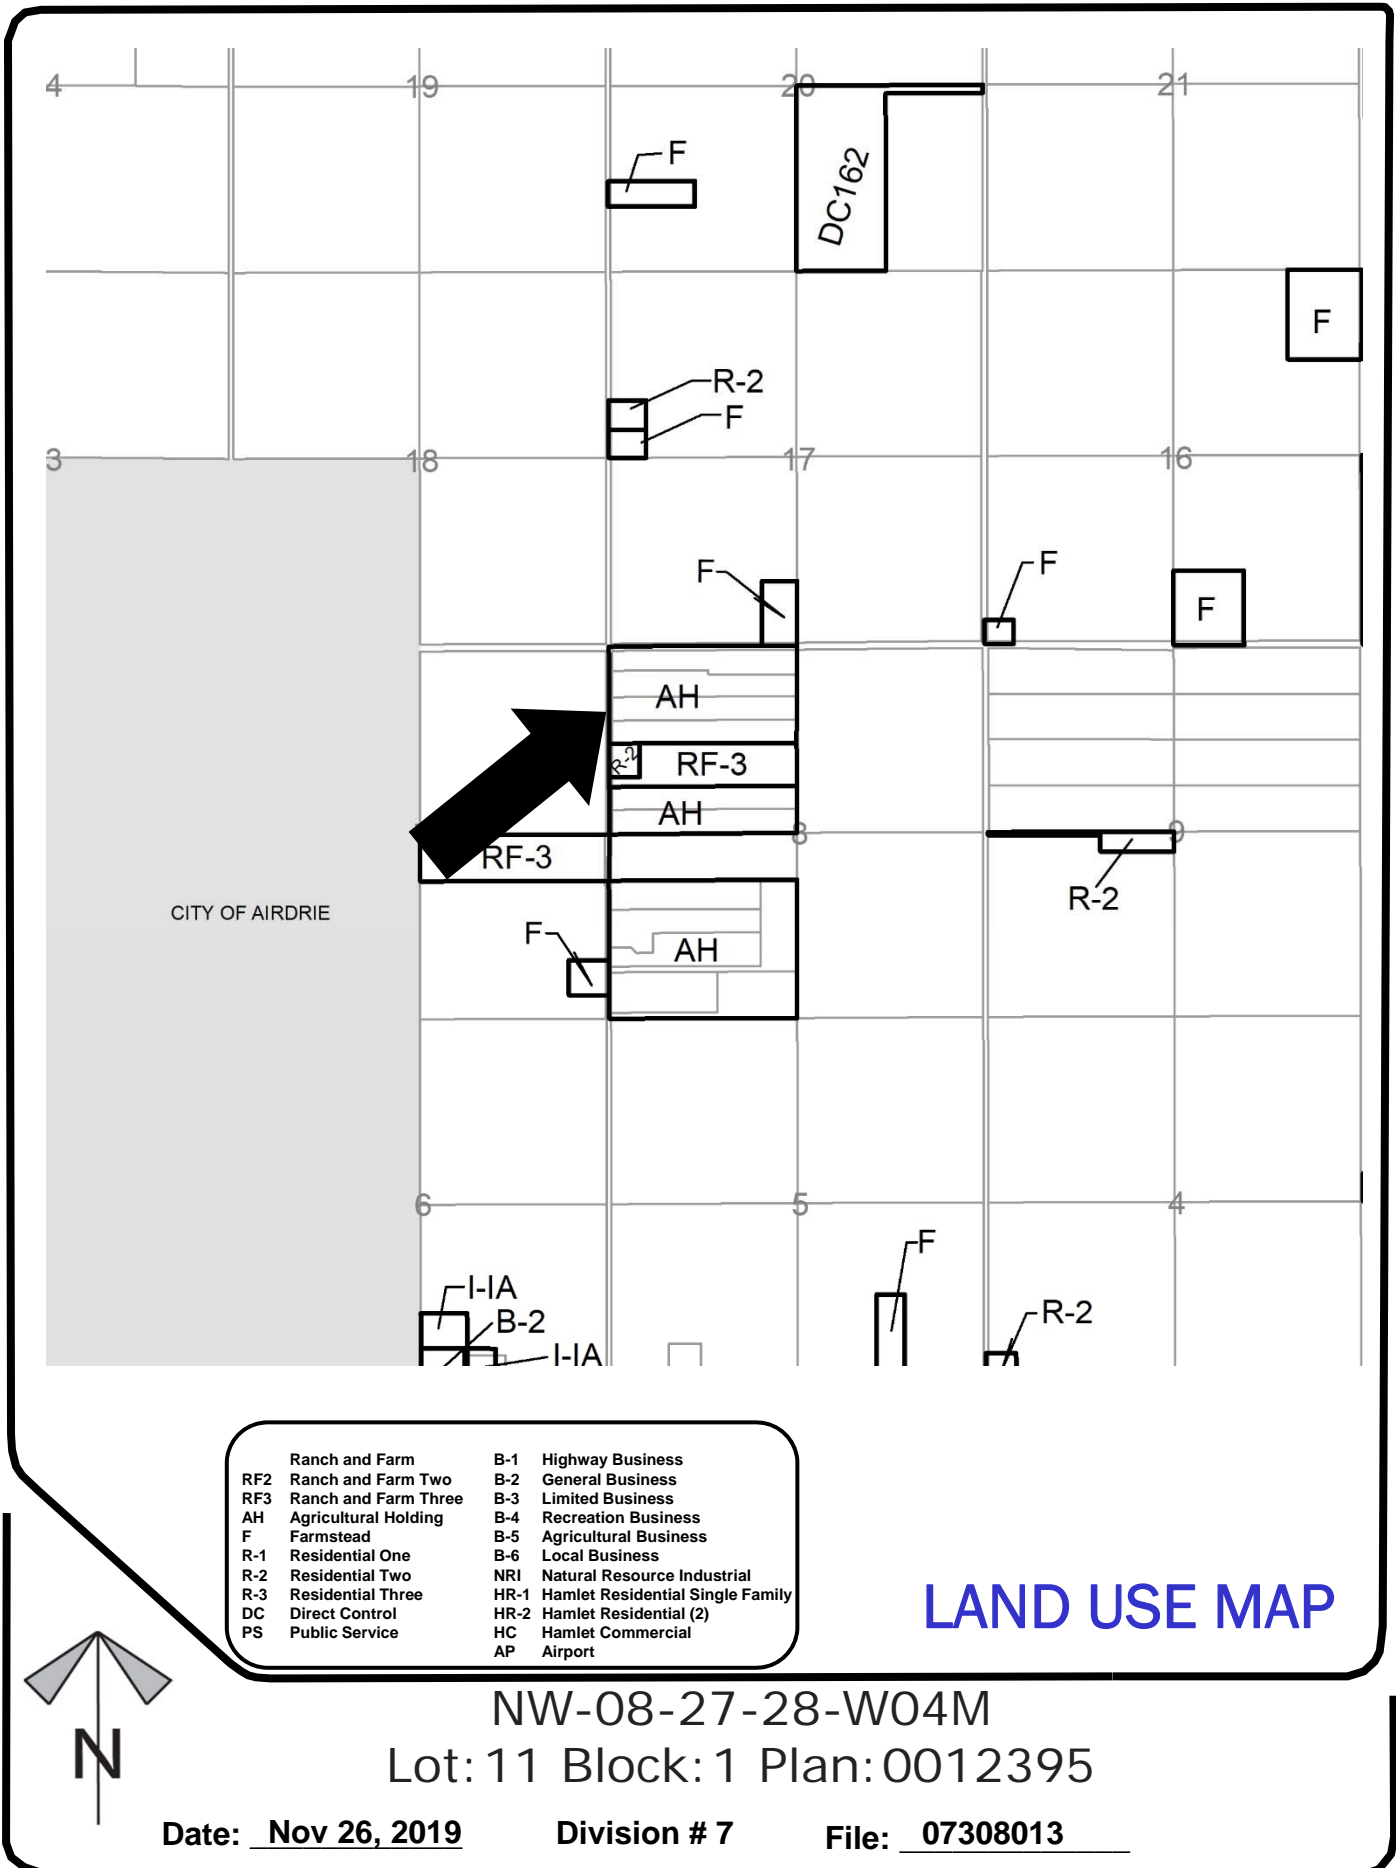 4 19 20 21
F
DC162
F
R-2
F
3 18 17 16
F
F
F
AH
R-2 RF-3
AH
8 9
RF-3
R-2
CITY OF AIRDRIE
F
AH
6 5 4
F
I-IA
B-2
R-2
I-IA
Ranch and Farm
RF2 Ranch and Farm Two
RF3 Ranch and Farm Three
AH Agricultural Holding
F Farmstead
R-1 Residential One
R-2 Residential Two
R-3 Residential Three
DC Direct Control
PS Public Service
B-1 Highway Business
B-2 General Business
B-3 Limited Business
B-4 Recreation Business
B-5 Agricultural Business
B-6 Local Business
NRI Natural Resource Industrial
HR-1 Hamlet Residential Single Family
HR-2 Hamlet Residential (2)
HC Hamlet Commercial
AP Airport
LAND USE MAP
N
NW-08-27-28-W04M
Lot:11 Block:1 Plan:0012395
Date: Nov 26, 2019 Division # 7 File: 07308013